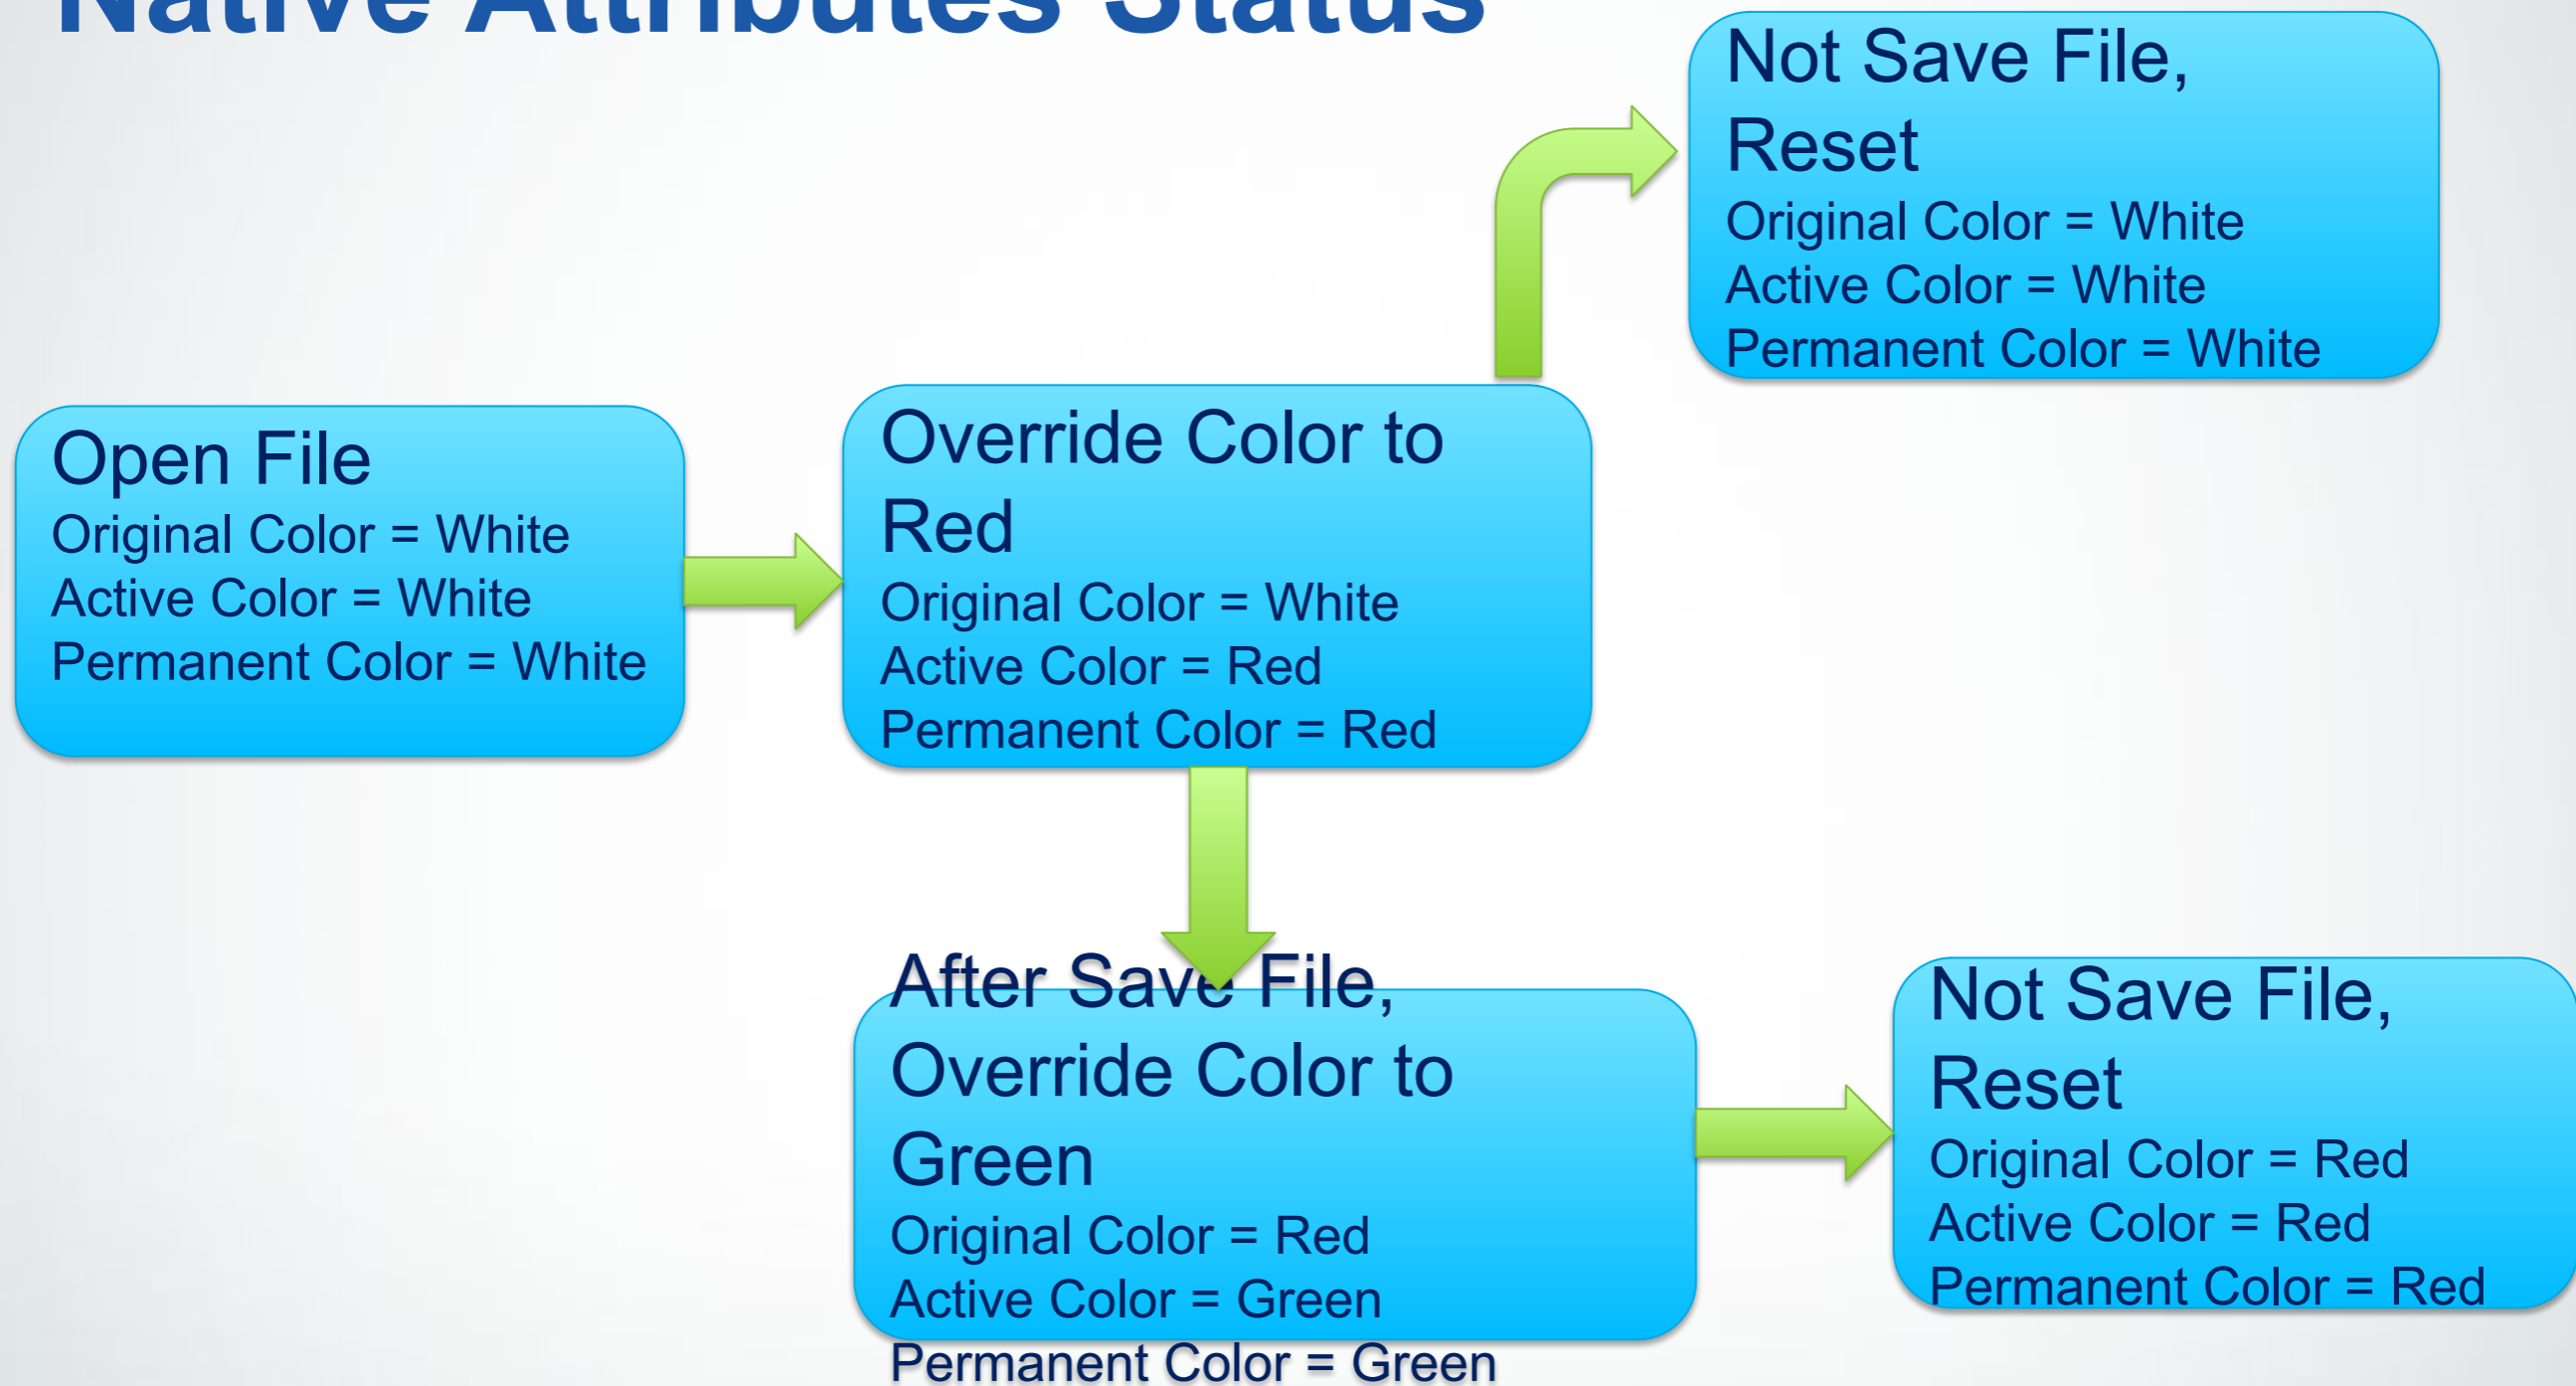 Native Attributes Status
Not Save File,
Reset
Original Color = White
Active Color = White
Permanent Color = White
Open File
Original Color = White
Active Color = White
Permanent Color = White
Override Color to
Red
Original Color = White
Active Color = Red
Permanent Color = Red
After Save File,
Override Color to
Green
Original Color = Red
Active Color = Green
Permanent Color = Green
Not Save File,
Reset
Original Color = Red
Active Color = Red
Permanent Color = Red